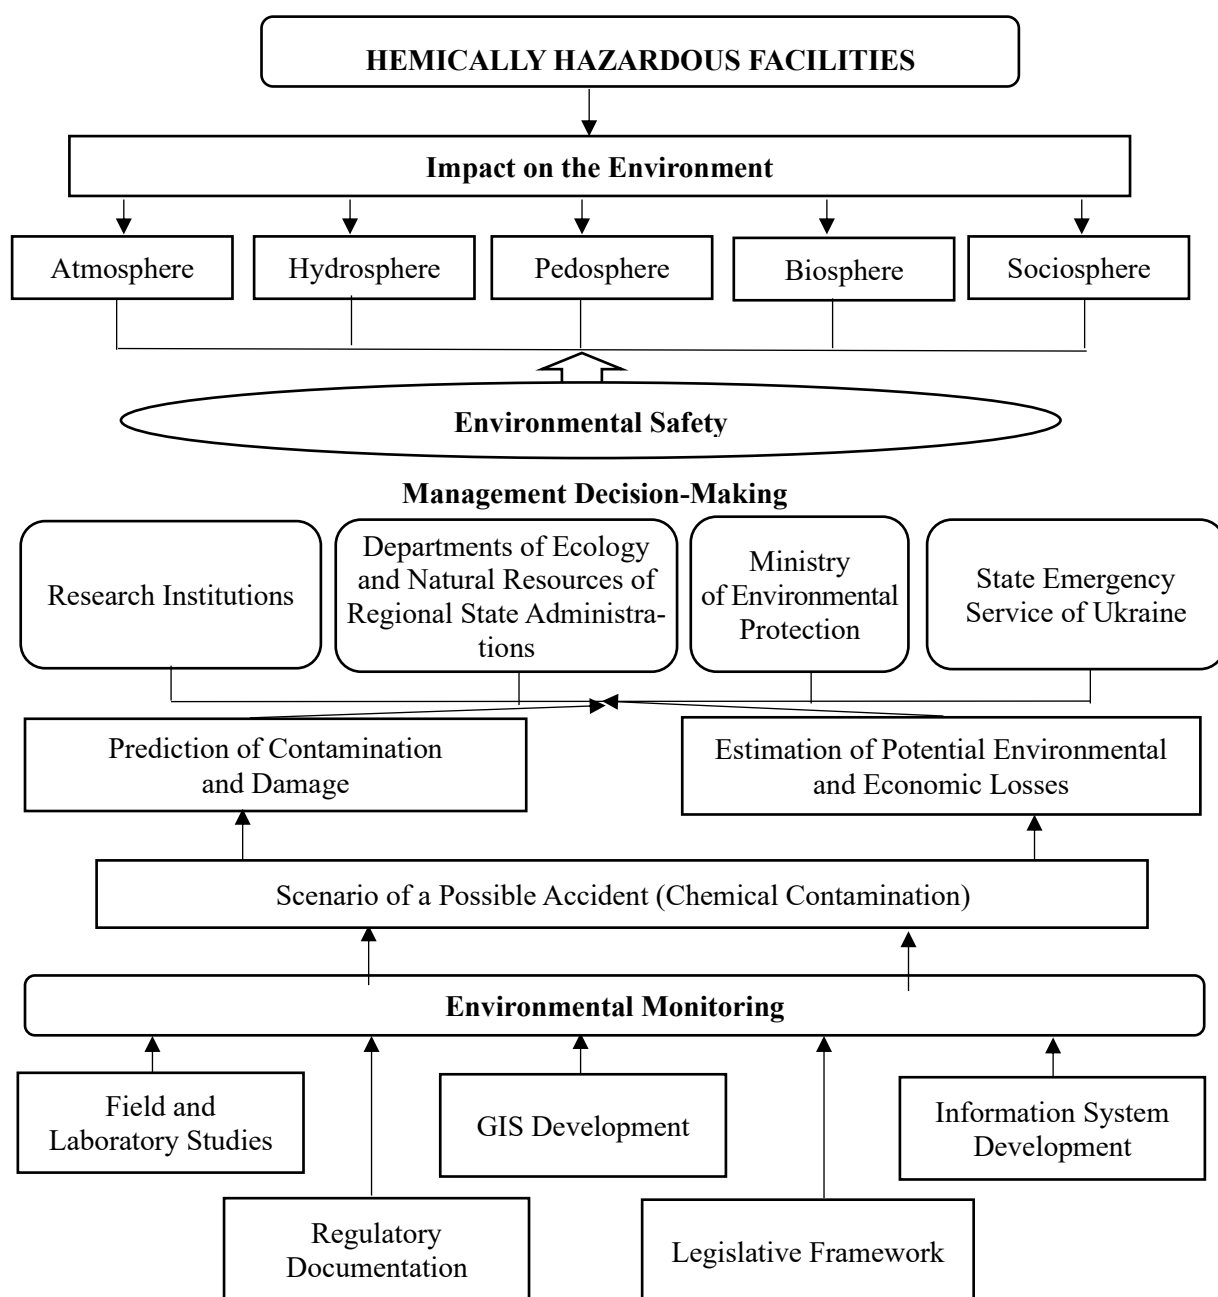 HEMICALLY HAZARDOUS FACILITIES
Impact on the Environment
Atmosphere
Hydrosphere
Pedosphere
Biosphere
Sociosphere
Environmental Safety
Management Decision-Making
Research Institutions
Departments of Ecology
and Natural Resources of
Regional State Administra-
tions
Ministry
of Environmental
Protection
State Emergency
Service of Ukraine
Prediction of Contamination
and Damage
Estimation of Potential Environmental
and Economic Losses
Scenario of a Possible Accident (Chemical Contamination)
Environmental Monitoring
Field and
Laboratory Studies
GIS Development
Information System
Development
Regulatory
Documentation
Legislative Framework